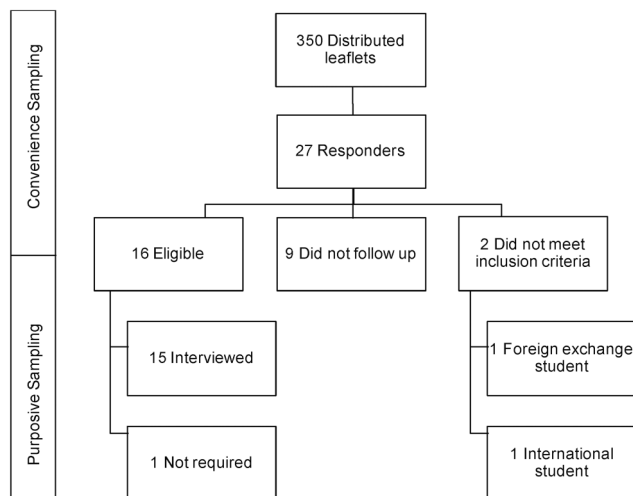 Convenience Sampling
Purposive Sampling
350 Distributed
leaflets
27 Responders
16 Eligible
9 Did not follow up
2 Did not meet
inclusion criteria
15 Interviewed
1 Foreign exchange
student
1 Not required
1 International
student